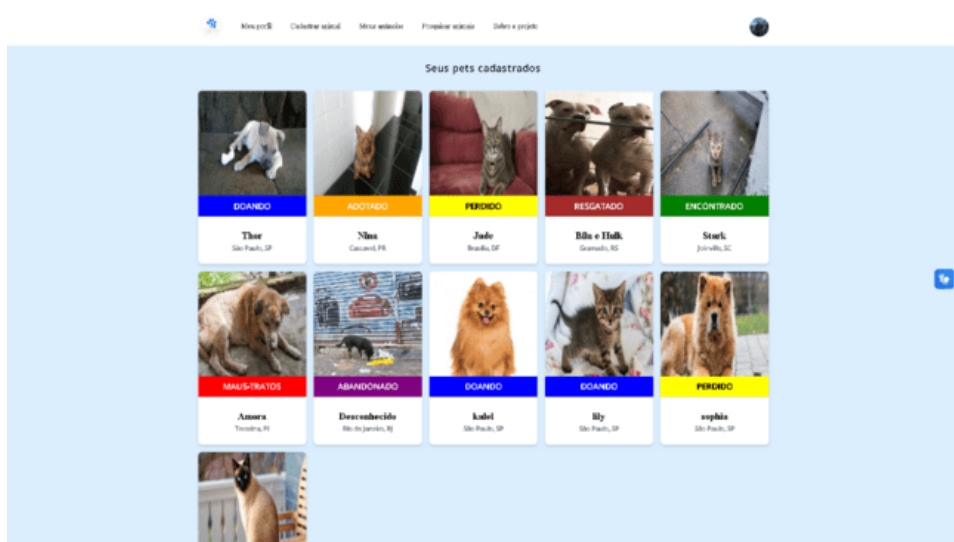 Meu perfil Cadastrar animal Meus animais Pesquisar animais Sobre o projeto
Seus pets cadastrados
DOANDO ADOTADO PERDIDO RESGATADO ENCONTRADO
Thor Nina Jade Bilu e Hulk Stark
São Paulo, SP Cascavel, PR Brasília, DF Gramado, RS Joinville, SC
MAUS-TRATOS ABANDONADO DOANDO DOANDO PERDIDO
Amora Desconhecido kalel lily sophia
Teresina, PI Rio de Janeiro, RJ São Paulo, SP São Paulo, SP São Paulo, SP